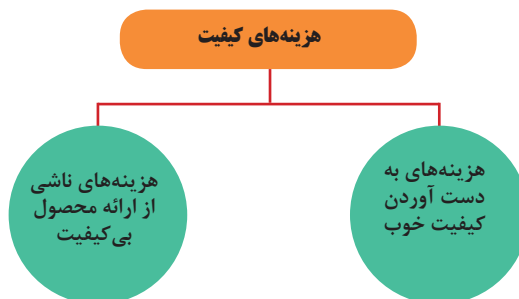 هزینه‌های کیفیت
هزینه‌های به
دست آوردن
کیفیت خوب
هزینه‌های ناشی
از ارائه محصول
بی‌کیفیت